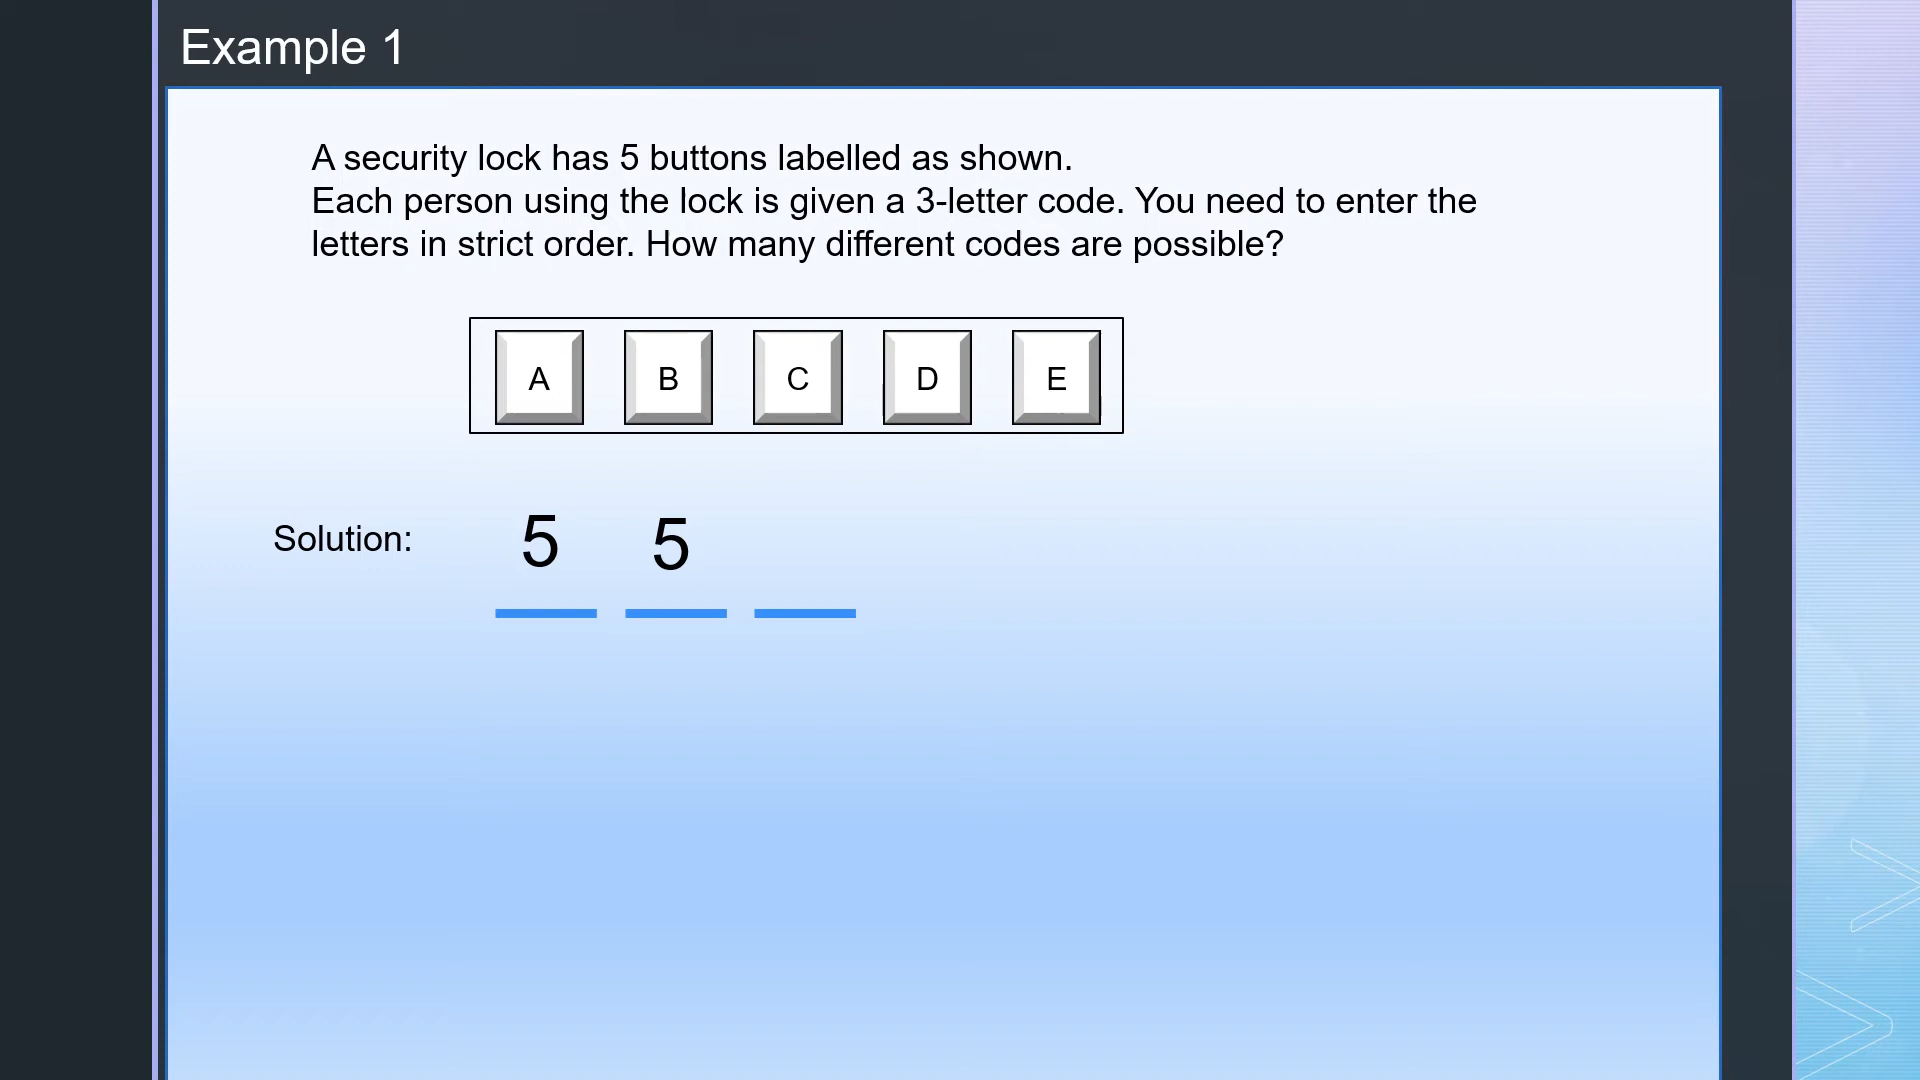 Example 1
A security lock has 5 buttons labelled as shown.
Each person using the lock is given a 3-letter code. You need to enter the
letters in strict order. How many different codes are possible?
A B C D E
Solution: 5 5